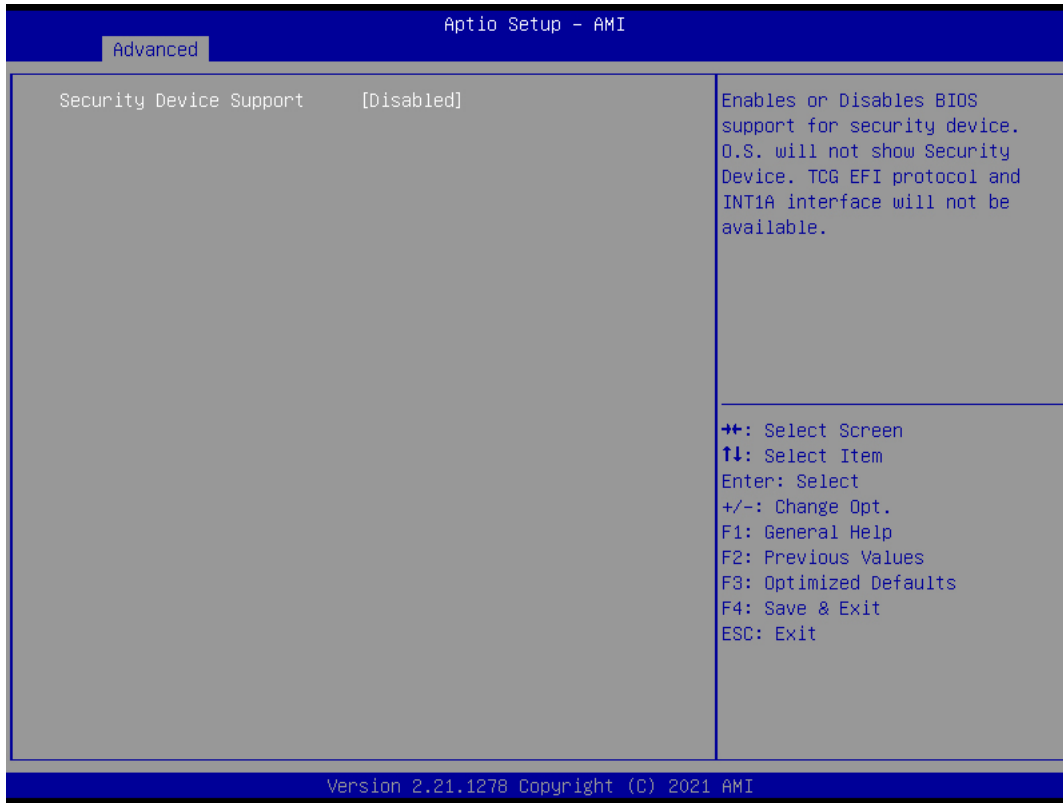 Aptio Setup – AMI
Advanced
Security Device Support [Disabled]
Enables or Disables BIOS
support for security device.
O.S. will not show Security
Device. TCG EFI protocol and
INT1A interface will not be
available.
→←: Select Screen
↑↓: Select Item
Enter: Select
+/-: Change Opt.
F1: General Help
F2: Previous Values
F3: Optimized Defaults
F4: Save & Exit
ESC: Exit
Version 2.21.1278 Copyright (C) 2021 AMI